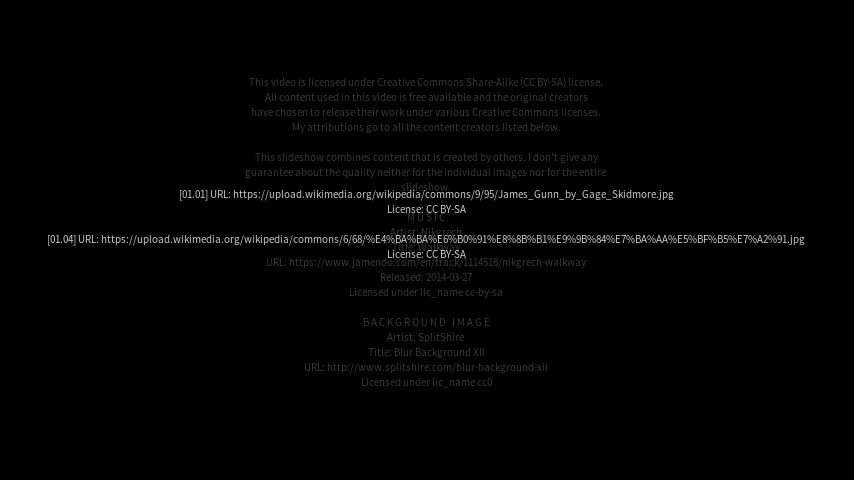 This video is licensed under Creative Commons Share-Alike (CC BY-SA) license.
All content used in this video is free available and the original creators
have chosen to release their work under various Creative Commons licenses.
My attributions go to all the content creators listed below.
This slideshow combines content that is created by others. I don't give any
guarantee about the quality neither for the individual Images nor for the entire
slideshow
[01.01] URL: https://upload.wikimedia.org/wikipedia/commons/9/95/James_Gunn_by_Gage_Skidmore.jpg
License: CC BY-SA
MUSIC
Artist: Nikgrech
[01.04] URL: https://upload.wikimedia.org/wikipedia/commons/6/68/%E4%BA%BA%E6%B0%91%E8%8B%B1%E9%9B%84%E7%BA%AA%E5%BF%B5%E7%A2%91.jpg
Title: Walkway
License: CC BY-SA
URL: https://www.jamendo.com/en/track/1114518/nikgrech-walkway
Released: 2014-03-27
Licensed under lic_name cc-by-sa
BACKGROUND IMAGE
Artist: SplitShire
Title: Blur Background XII
URL: http://www.splitshire.com/blur-background-xii
Licensed under lic_name cc0